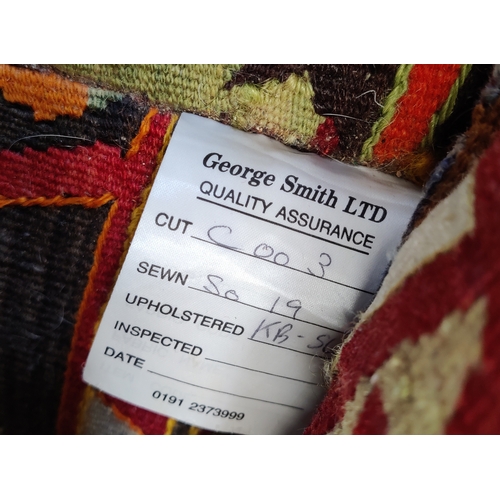 George Smith LTD
QUALITY ASSURANCE
CUT C 00 3
SEWN So 19
UPHOLSTERED KB-
INSPECTED
DATE
0191 2373999